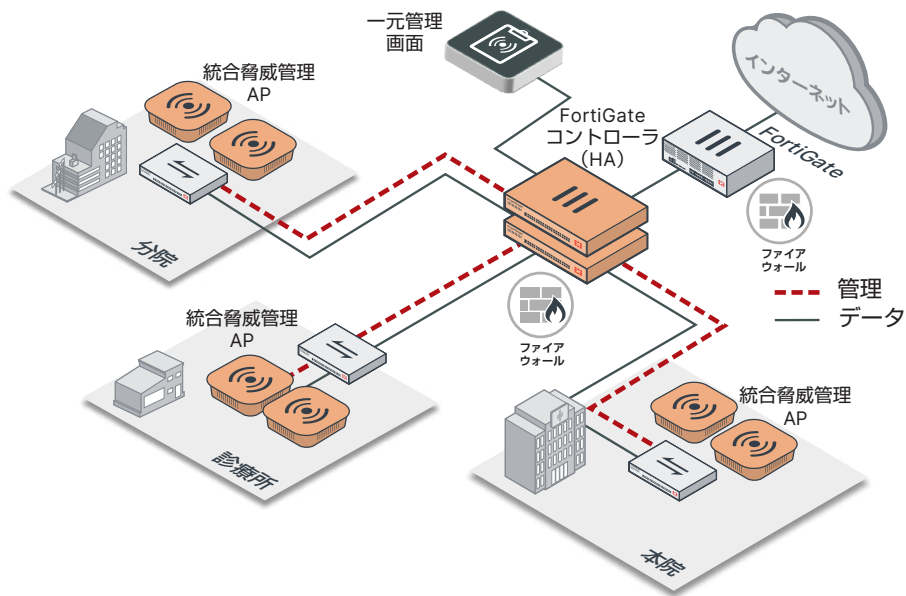 一元管理
画面
インターネット
統合脅威管理
AP
FortiGate
コントローラ
（HA）
FortiGate
ファイア
ウォール
分院
管理
データ
統合脅威管理
AP
ファイア
ウォール
統合脅威管理
AP
診療所
本院